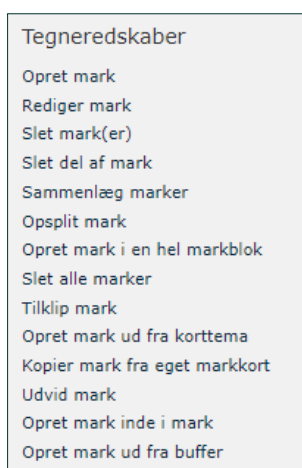 Tegneredskaber
Opret mark
Rediger mark
Slet mark(er)
Slet del af mark
Sammenlæg marker
Opsplit mark
Opret mark i en hel markblok
Slet alle marker
Tilklip mark
Opret mark ud fra korttema
Kopier mark fra eget markkort
Udvid mark
Opret mark inde i mark
Opret mark ud fra buffer